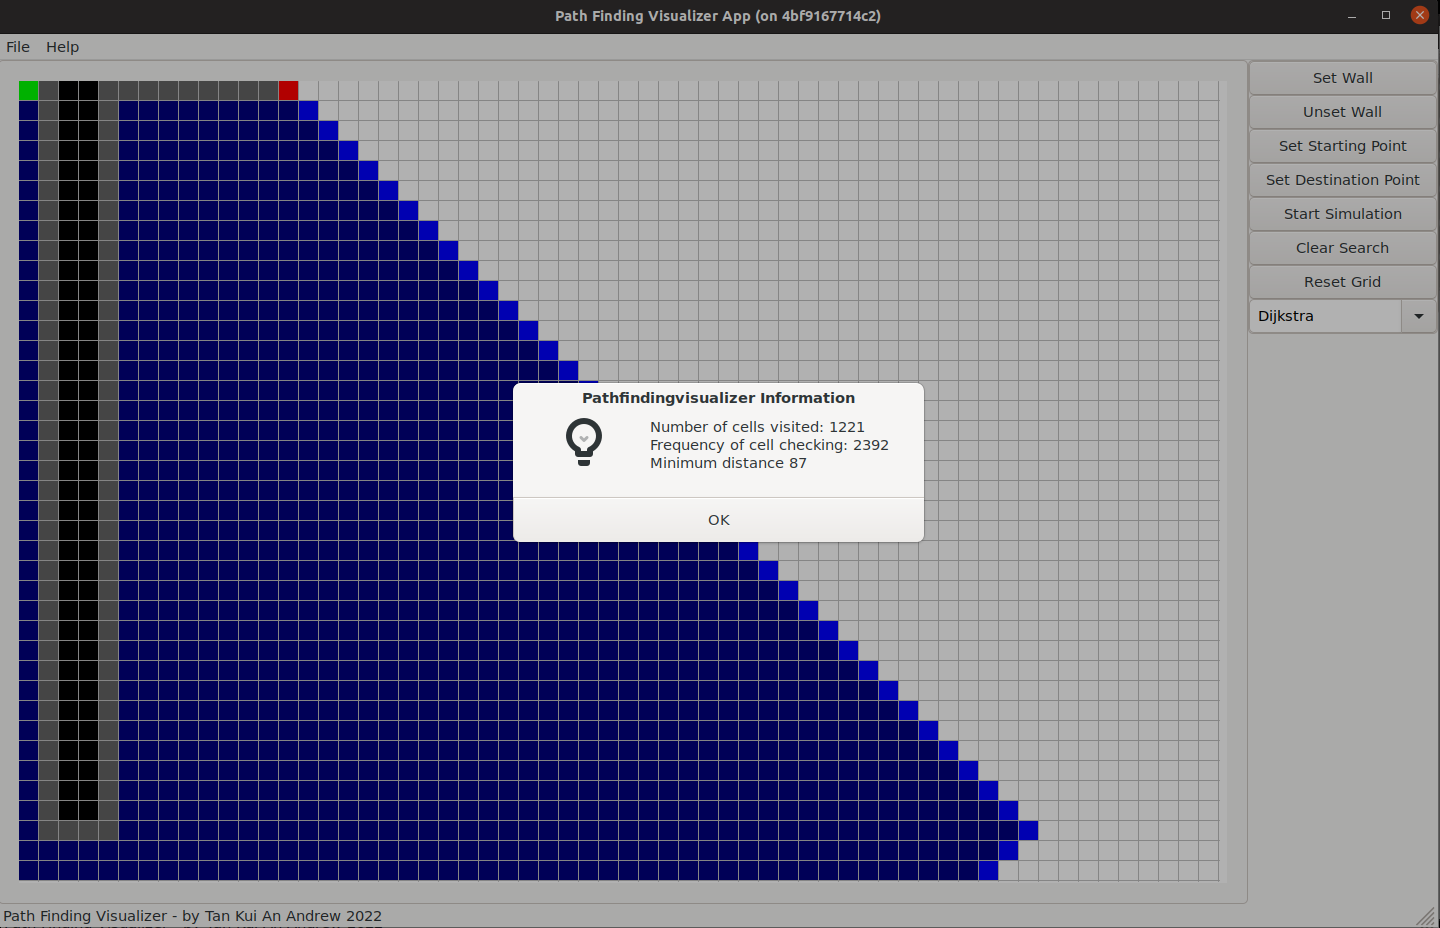 Path Finding Visualizer App (on 4bf9167714c2)
File Help
Set Wall
Unset Wall
Set Starting Point
Set Destination Point
Start Simulation
Clear Search
Reset Grid
Dijkstra
Pathfindingvisualizer Information
Number of cells visited: 1221
Frequency of cell checking: 2392
Minimum distance 87
OK
Path Finding Visualizer - by Tan Kui An Andrew 2022